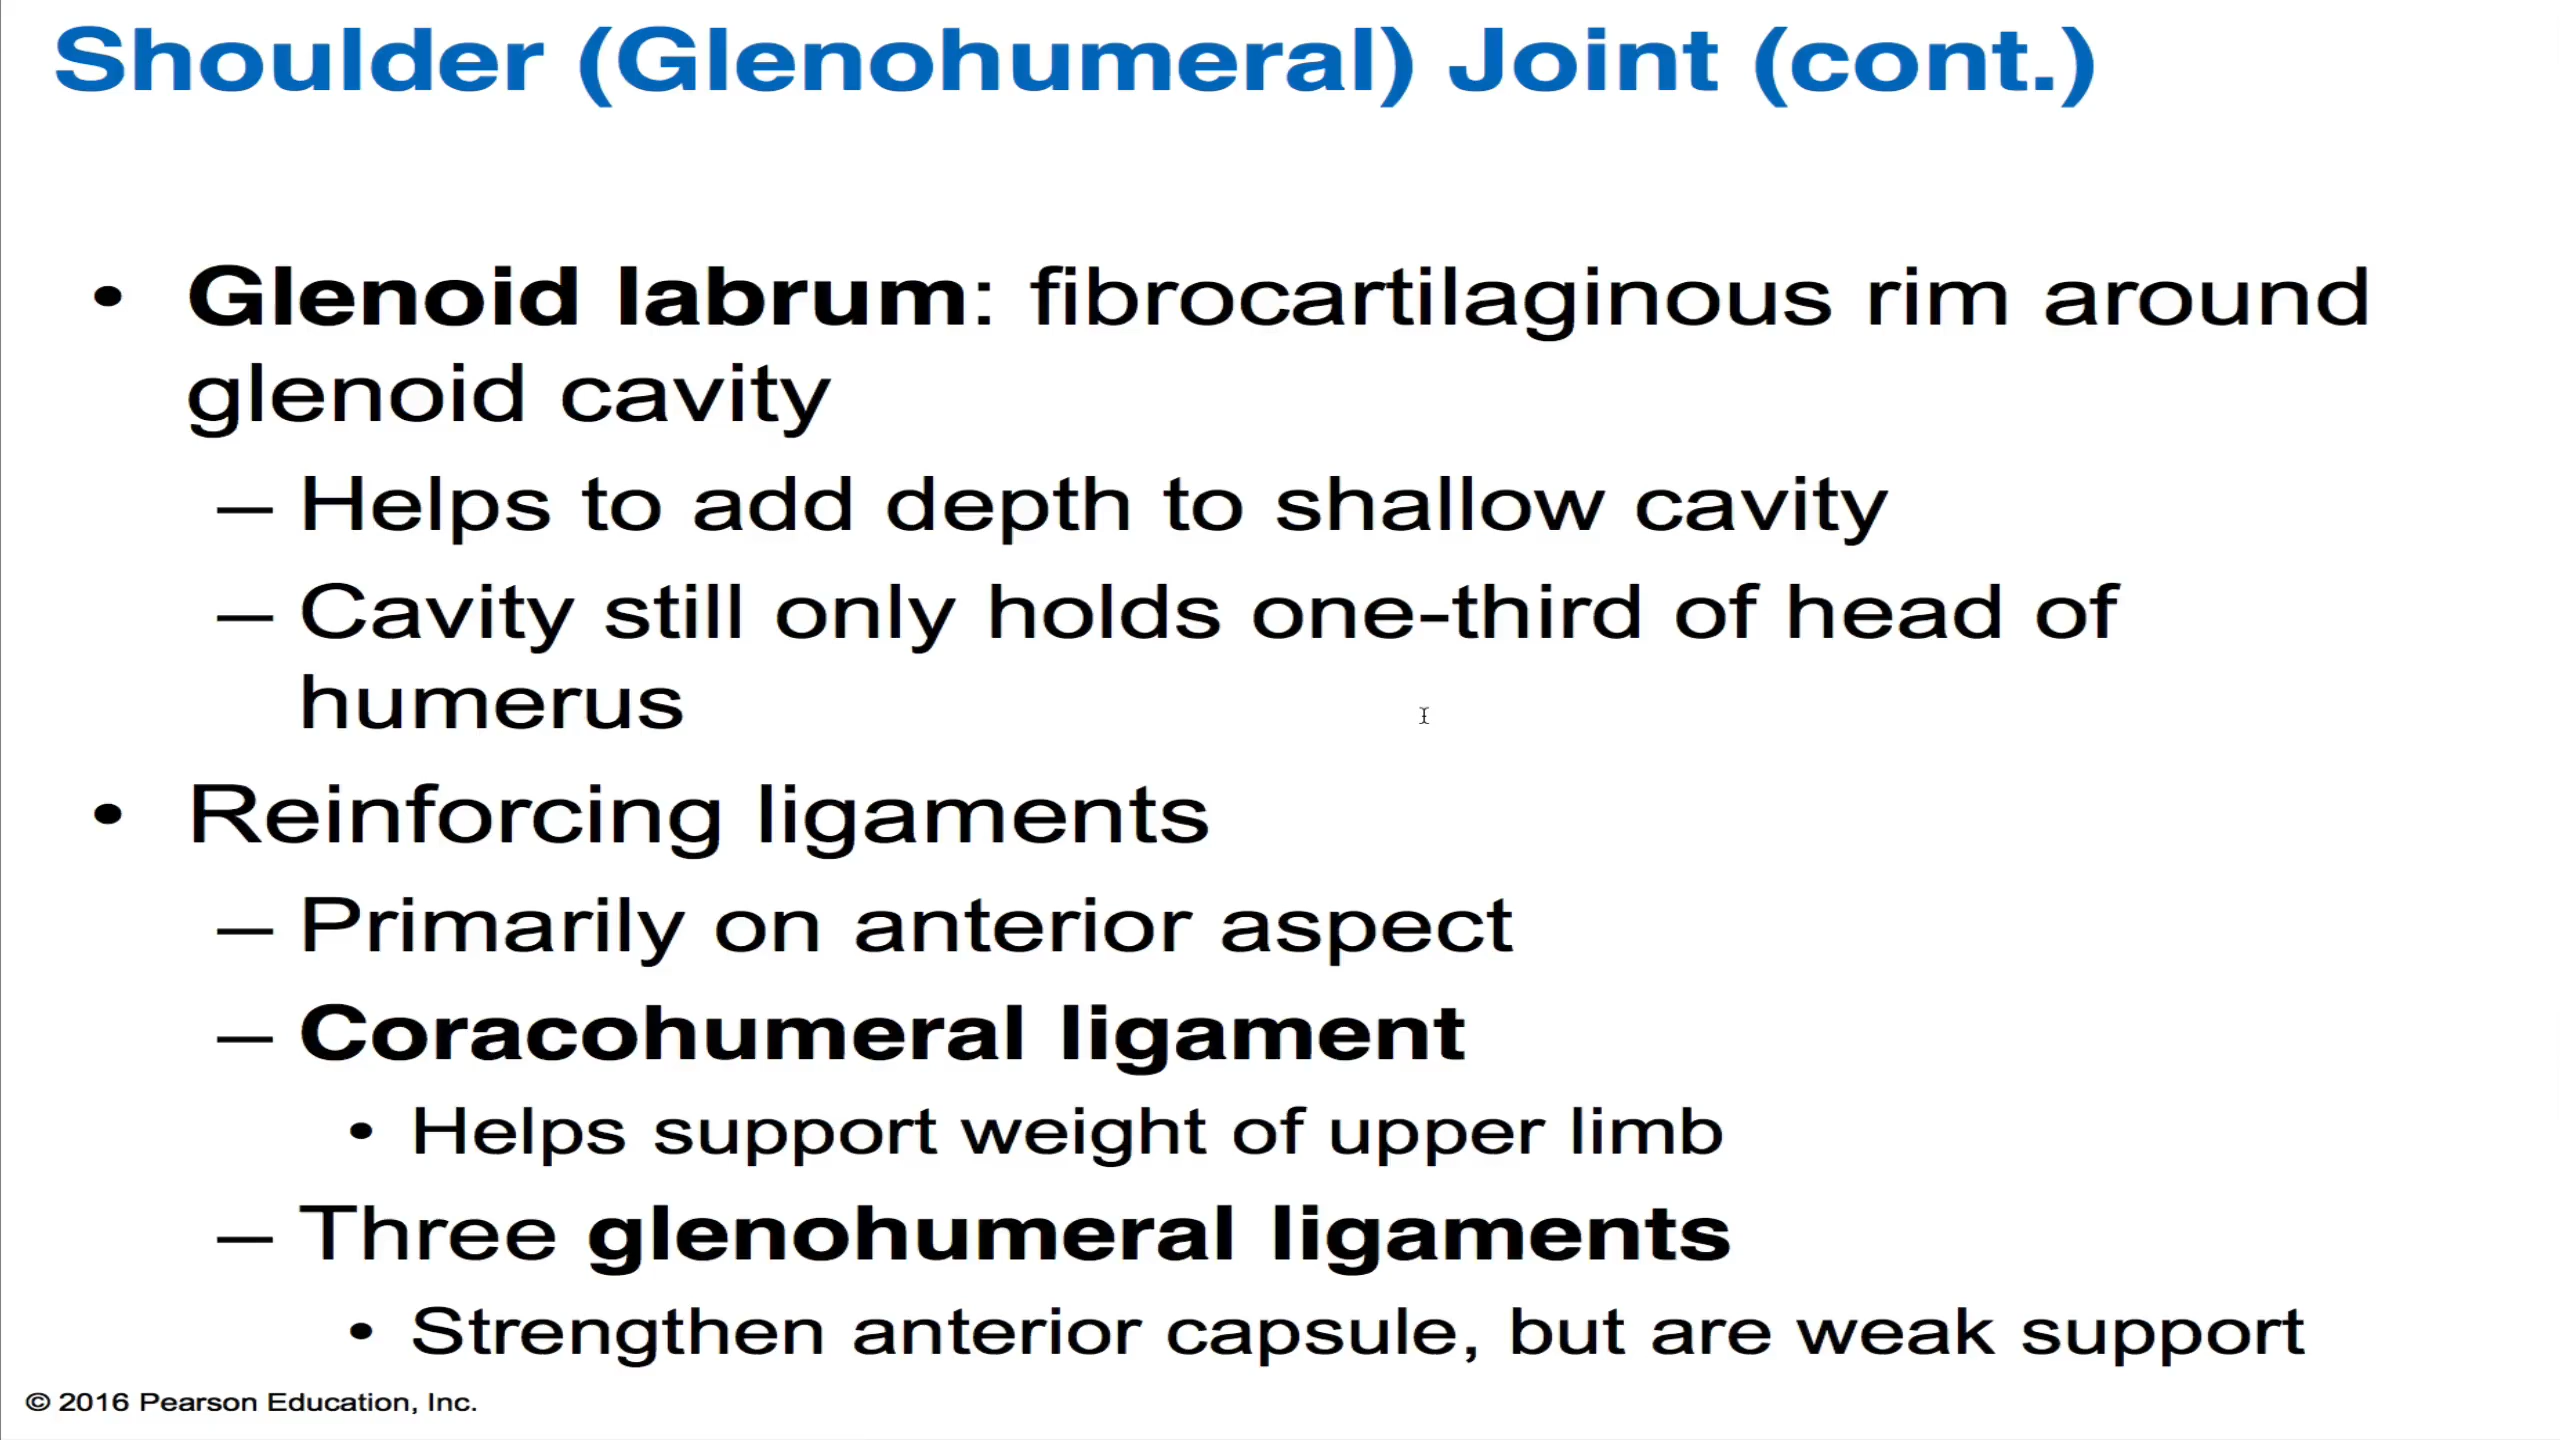 Shoulder (Glenohumeral) Joint (cont.)
• Glenoid labrum: fibrocartilaginous rim around
glenoid cavity
– Helps to add depth to shallow cavity
– Cavity still only holds one-third of head of
humerus
• Reinforcing ligaments
– Primarily on anterior aspect
– Coracohumeral ligament
• Helps support weight of upper limb
– Three glenohumeral ligaments
• Strengthen anterior capsule, but are weak support
© 2016 Pearson Education, Inc.